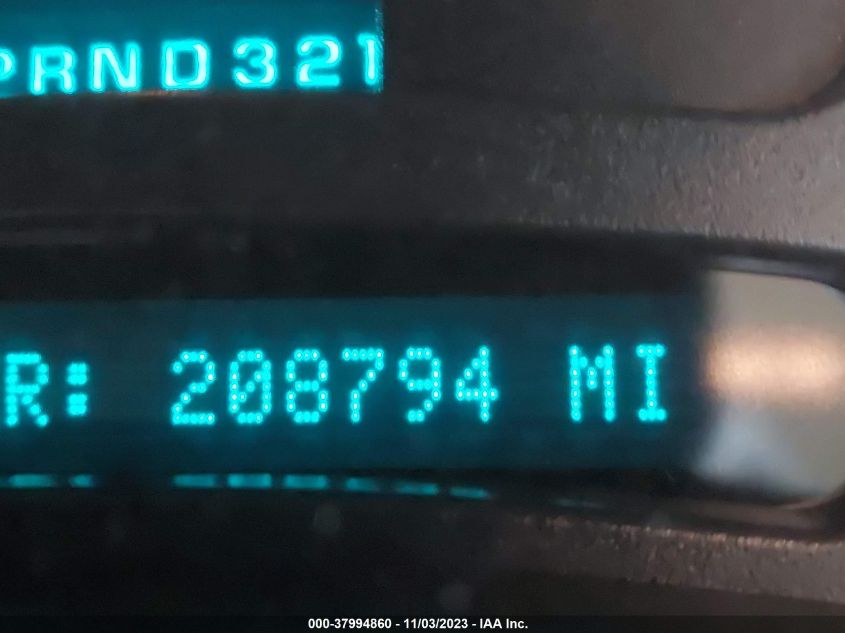 PRND321
R: 208794 MI
000-37994860 - 11/03/2023 - IAA Inc.